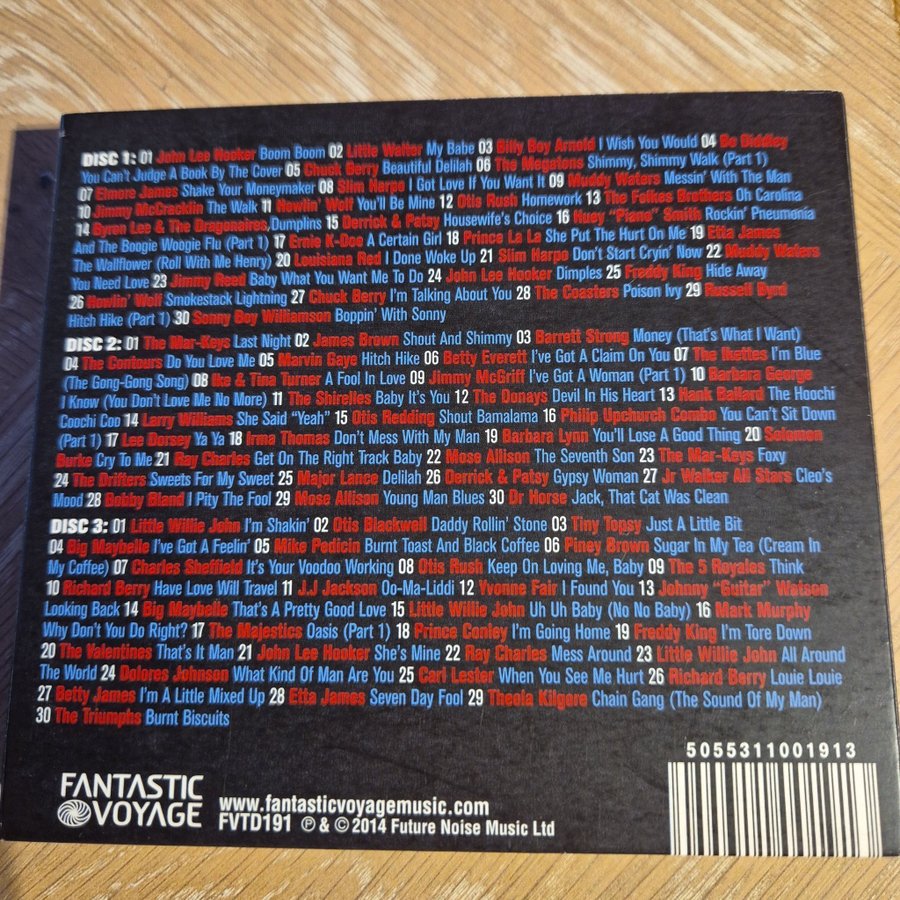 DISC 1: 01 John Lee Hooker Boom Boom 02 Little Walter My Babe 03 Billy Boy Arnold I Wish You Would 04 Bo Diddley
You Can't Judge A Book By The Cover 05 Chuck Berry Beautiful Delilah 06 The Megatons Shimmy, Shimmy Walk (Part 1)
07 Elmore James Shake Your Moneymaker 08 Slim Harpo I Got Love If You Want It 09 Muddy Waters Messin' With The Man
10 Jimmy McCracklin The Walk 11 Howlin' Wolf You'll Be Mine 12 Otis Rush Homework 13 The Folkes Brothers Oh Carolina
14 Byron Lee & The Dragonaires, Dumplins 15 Derrick & Patsy Housewife's Choice 16 Huey "Piano" Smith Rockin' Pneumonia
And The Boogie Woogie Flu (Part 1) 17 Ernie K-Doe A Certain Girl 18 Prince La La She Put The Hurt On Me 19 Etta James
The Wallflower (Roll With Me Henry) 20 Louisiana Red I Done Woke Up 21 Slim Harpo Don't Start Cryin' Now 22 Muddy Waters
You Need Love 23 Jimmy Reed Baby What You Want Me To Do 24 John Lee Hooker Dimples 25 Freddy King Hide Away
26 Howlin' Wolf Smokestack Lightning 27 Chuck Berry I'm Talking About You 28 The Coasters Poison Ivy 29 Russell Byrd
Hitch Hike (Part 1) 30 Sonny Boy Williamson Boppin' With Sonny
DISC 2: 01 The Mar-Keys Last Night 02 James Brown Shout And Shimmy 03 Barrett Strong Money (That's What I Want)
04 The Contours Do You Love Me 05 Marvin Gaye Hitch Hike 06 Betty Everett I've Got A Claim On You 07 The Ikettes I'm Blue
(The Gong-Gong Song) 08 Ike & Tina Turner A Fool In Love 09 Jimmy McGriff I've Got A Woman (Part 1) 10 Barbara George
I Know (You Don't Love Me No More) 11 The Shirelles Baby It's You 12 The Donays Devil In His Heart 13 Hank Ballard The Hoochi
Coochi Coo 14 Larry Williams She Said "Yeah" 15 Otis Redding Shout Bamalama 16 Philip Upchurch Combo You Can't Sit Down
(Part 1) 17 Lee Dorsey Ya Ya 18 Irma Thomas Don't Mess With My Man 19 Barbara Lynn You'll Lose A Good Thing 20 Solomon
Burke Cry To Me 21 Ray Charles Get On The Right Track Baby 22 Mose Allison The Seventh Son 23 The Mar-Keys Foxy
24 The Drifters Sweets For My Sweet 25 Major Lance Delilah 26 Derrick & Patsy Gypsy Woman 27 Jr Walker All Stars Cleo's
Mood 28 Bobby Bland I Pity The Fool 29 Mose Allison Young Man Blues 30 Dr Horse Jack, That Cat Was Clean
DISC 3: 01 Little Willie John I'm Shakin' 02 Otis Blackwell Daddy Rollin' Stone 03 Tiny Topsy Just A Little Bit
04 Big Maybelle I've Got A Feelin' 05 Mike Pedicin Burnt Toast And Black Coffee 06 Piney Brown Sugar In My Tea (Cream In
My Coffee) 07 Charles Sheffield It's Your Voodoo Working 08 Otis Rush Keep On Loving Me, Baby 09 The 5 Royales Think
10 Richard Berry Have Love Will Travel 11 J.J Jackson Oo-Ma-Liddi 12 Yvonne Fair I Found You 13 Johnny "Guitar" Watson
Looking Back 14 Big Maybelle That's A Pretty Good Love 15 Little Willie John Uh Uh Baby (No No Baby) 16 Mark Murphy
Why Don't You Do Right? 17 The Majestics Oasis (Part 1) 18 Prince Conley I'm Going Home 19 Freddy King I'm Tore Down
20 The Valentines That's It Man 21 John Lee Hooker She's Mine 22 Ray Charles Mess Around 23 Little Willie John All Around
The World 24 Dolores Johnson What Kind Of Man Are You 25 Carl Lester When You See Me Hurt 26 Richard Berry Louie Louie
27 Betty James I'm A Little Mixed Up 28 Etta James Seven Day Fool 29 Theola Kilgore Chain Gang (The Sound Of My Man)
30 The Triumphs Burnt Biscuits
5055311001913
FANTASTIC
VOYAGE
www.fantasticvoyagemusic.com
FVTD191 ℗ & © 2014 Future Noise Music Ltd